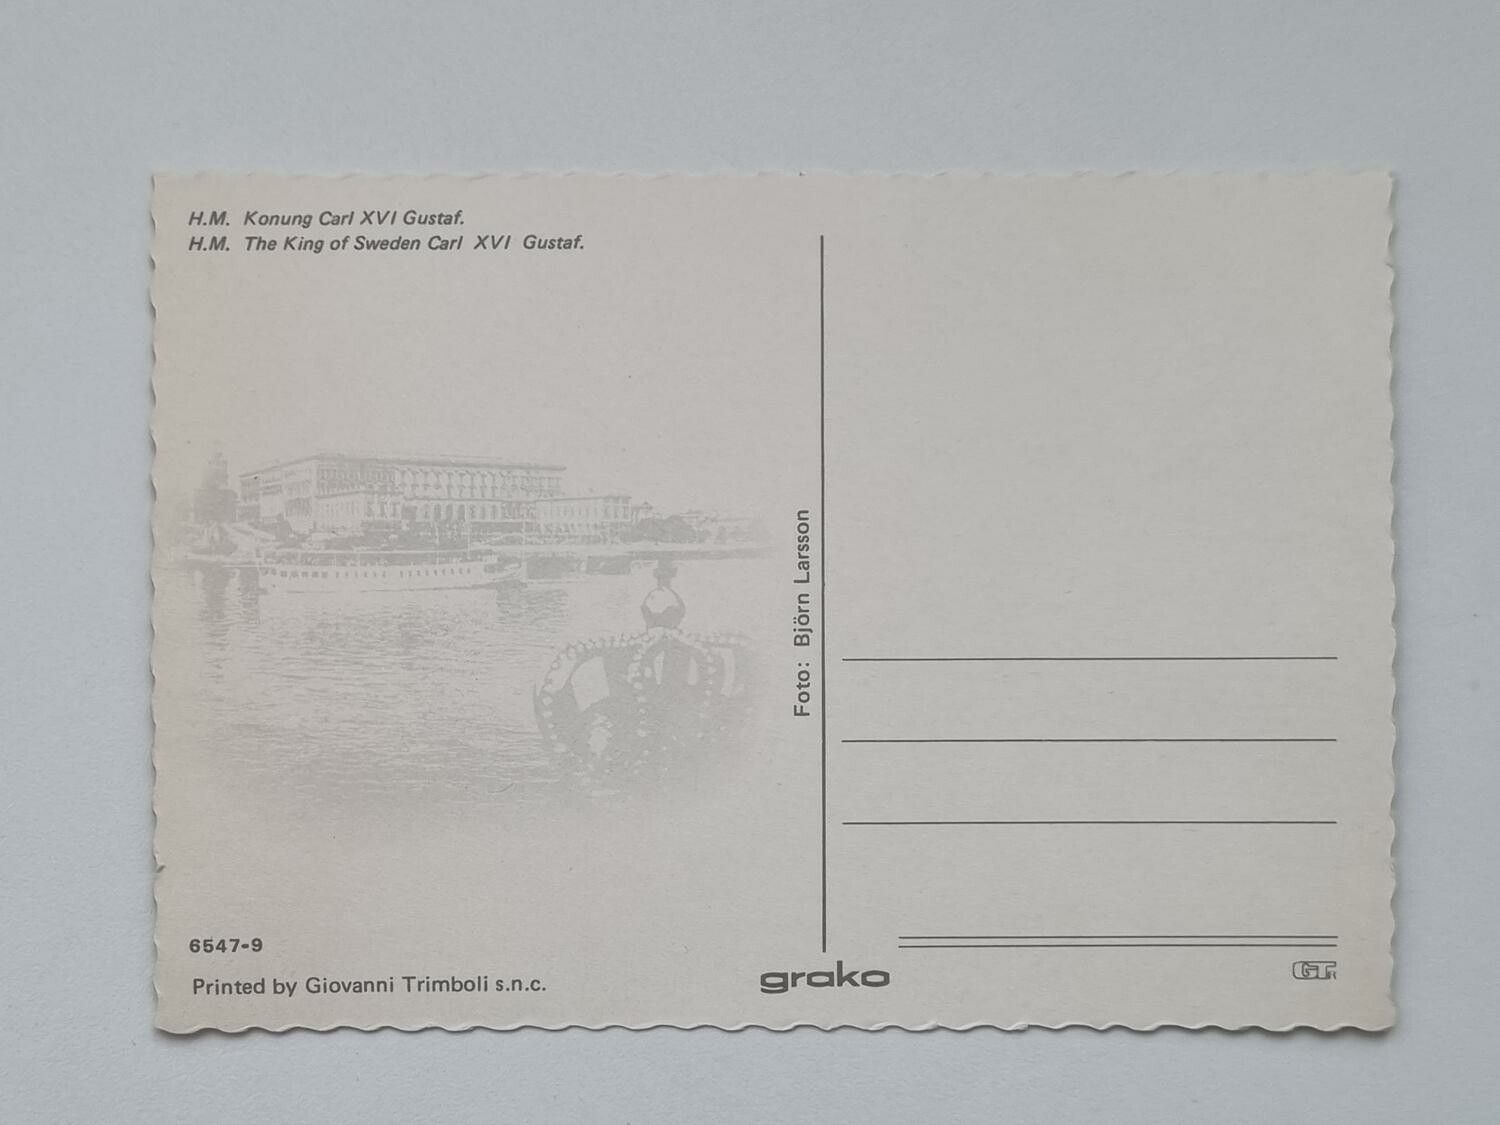 H.M. Konung Carl XVI Gustaf.
H.M. The King of Sweden Carl XVI Gustaf.
Foto: Björn Larsson
6547-9
Printed by Giovanni Trimboli s.n.c.
grako